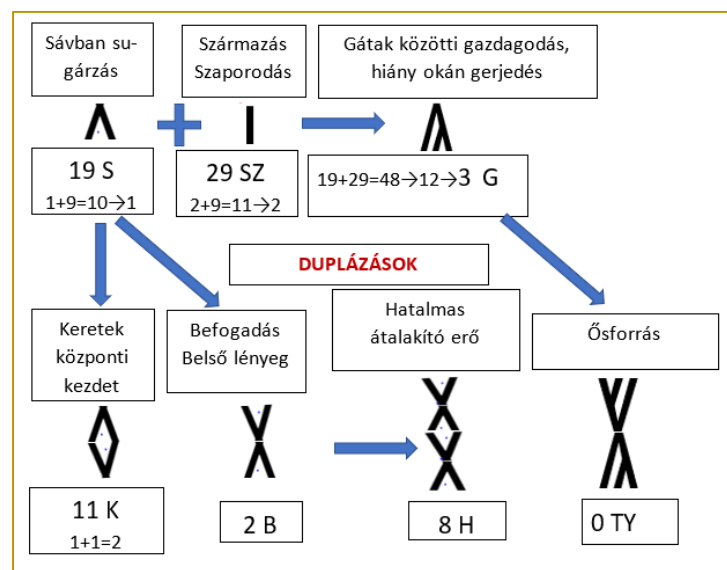 Sávban su-
gárzás
Származás
Szaporodás
Gátak közötti gazdagodás,
hiány okán gerjedés
19 S
1+9=10→1
29 SZ
2+9=11→2
19+29=48→12→3 G
DUPLÁZÁSOK
Keretek
központi
kezdet
Befogadás
Belső lényeg
Hatalmas
átalakító erő
Ősforrás
11 K
1+1=2
2 B
8 H
0 TY